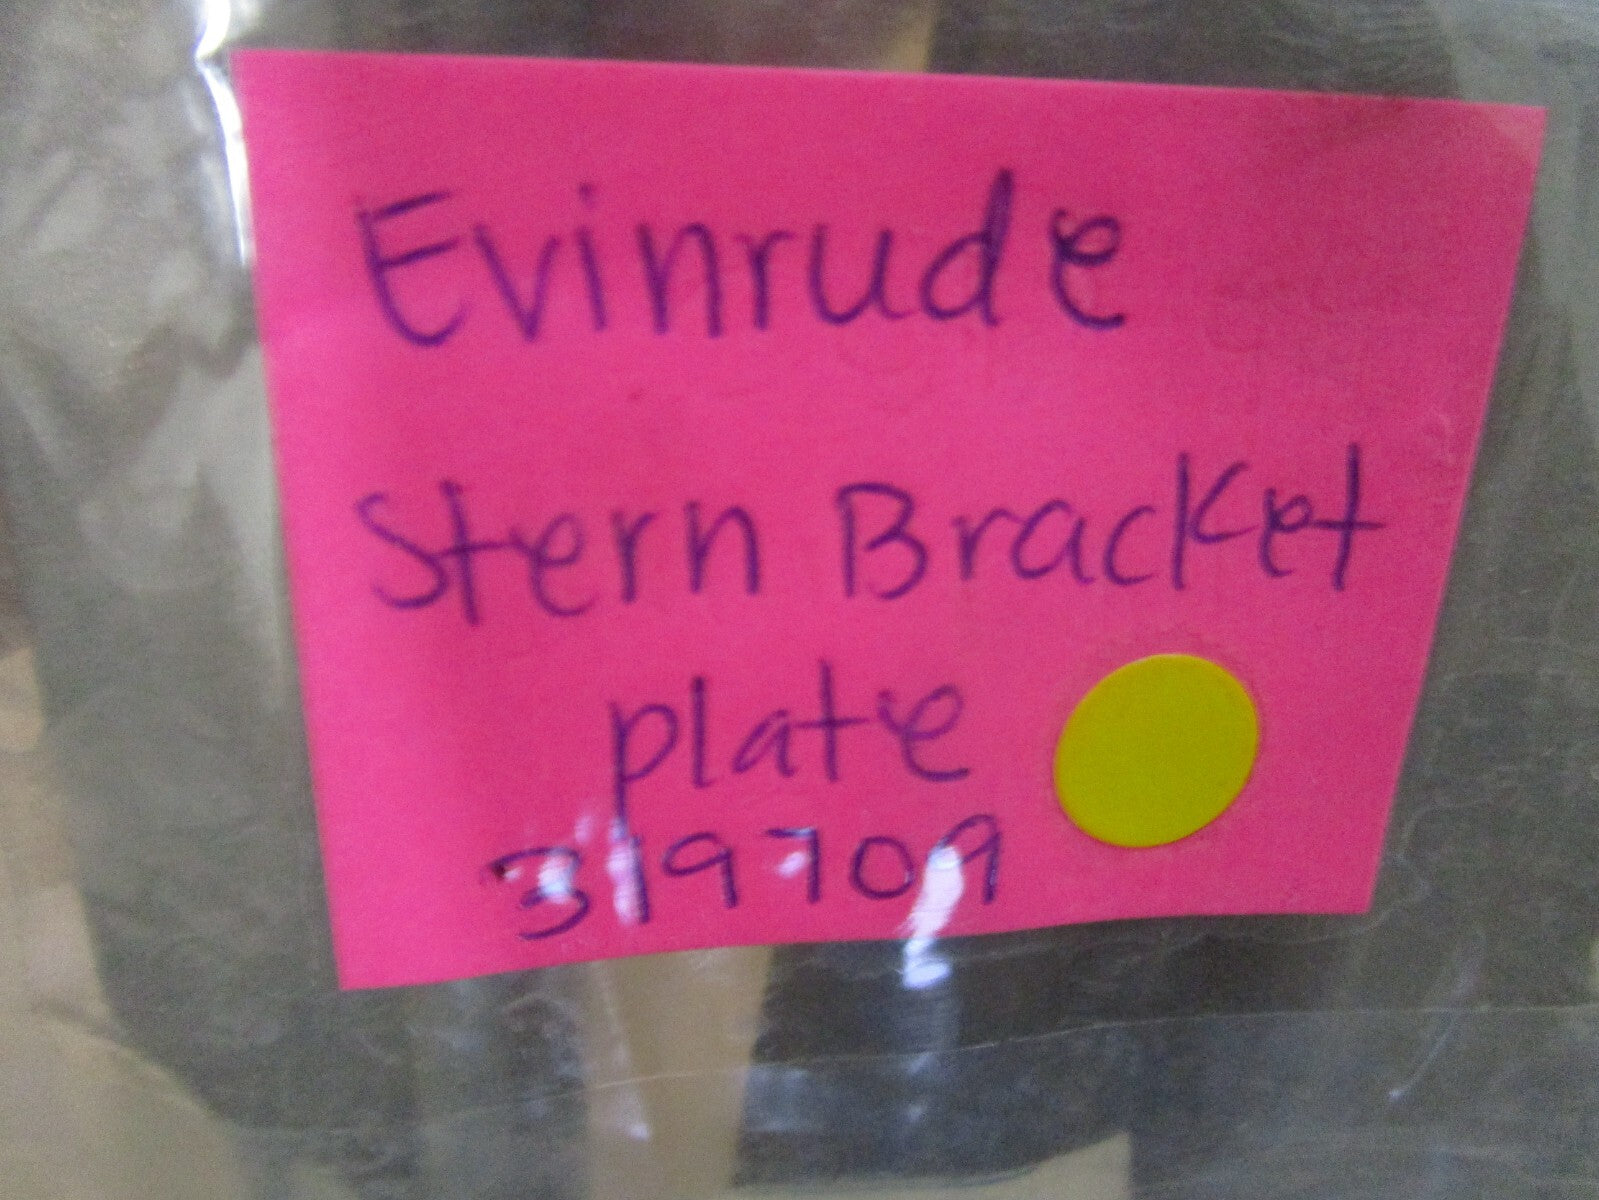 Evinrude
Stern Bracket
plate
319709